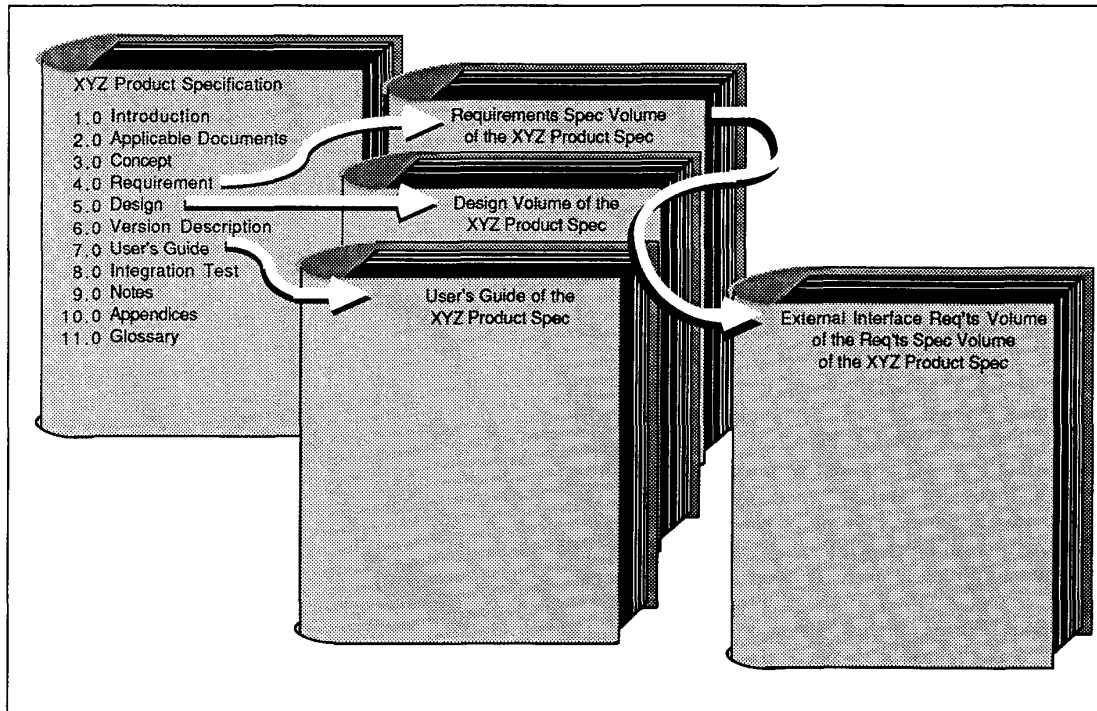 XYZ Product Specification
1.0 Introduction
2.0 Applicable Documents
3.0 Concept
4.0 Requirement
5.0 Design
6.0 Version Description
7.0 User's Guide
8.0 Integration Test
9.0 Notes
10.0 Appendices
11.0 Glossary
Requirements Spec Volume
of the XYZ Product Spec
Design Volume of the
XYZ Product Spec
User's Guide of the
XYZ Product Spec
External Interface Req'ts Volume
of the Req'ts Spec Volume
of the XYZ Product Spec